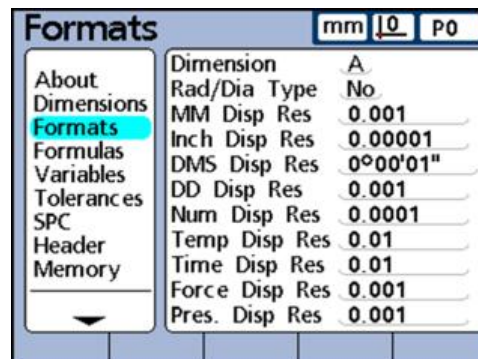 Formats mm 0 P0
About
Dimensions
Formats
Formulas
Variables
Tolerances
SPC
Header
Memory
Dimension A
Rad/Dia Type No
MM Disp Res 0.001
Inch Disp Res 0.00001
DMS Disp Res 0°00'01"
DD Disp Res 0.001
Num Disp Res 0.0001
Temp Disp Res 0.01
Time Disp Res 0.01
Force Disp Res 0.001
Pres. Disp Res 0.001